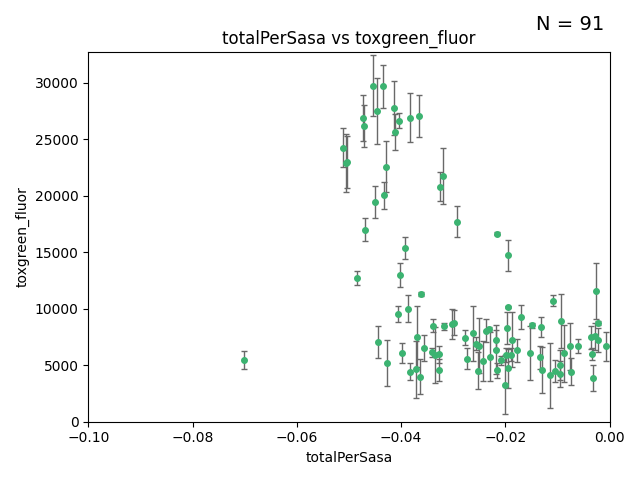 N = 91
totalPerSasa vs toxgreen_fluor
30000
25000
20000
15000
10000
5000
0
toxgreen_fluor
−0.10 −0.08 −0.06 −0.04 −0.02 0.00
totalPerSasa